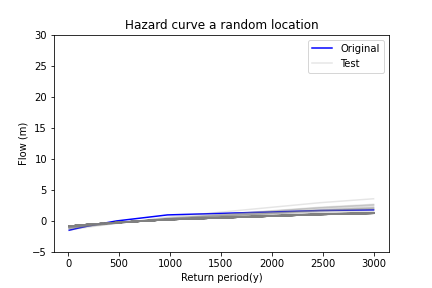 Hazard curve a random location
Original
Test
Flow (m)
30
25
20
15
10
5
0
−5
0 500 1000 1500 2000 2500 3000
Return period(y)